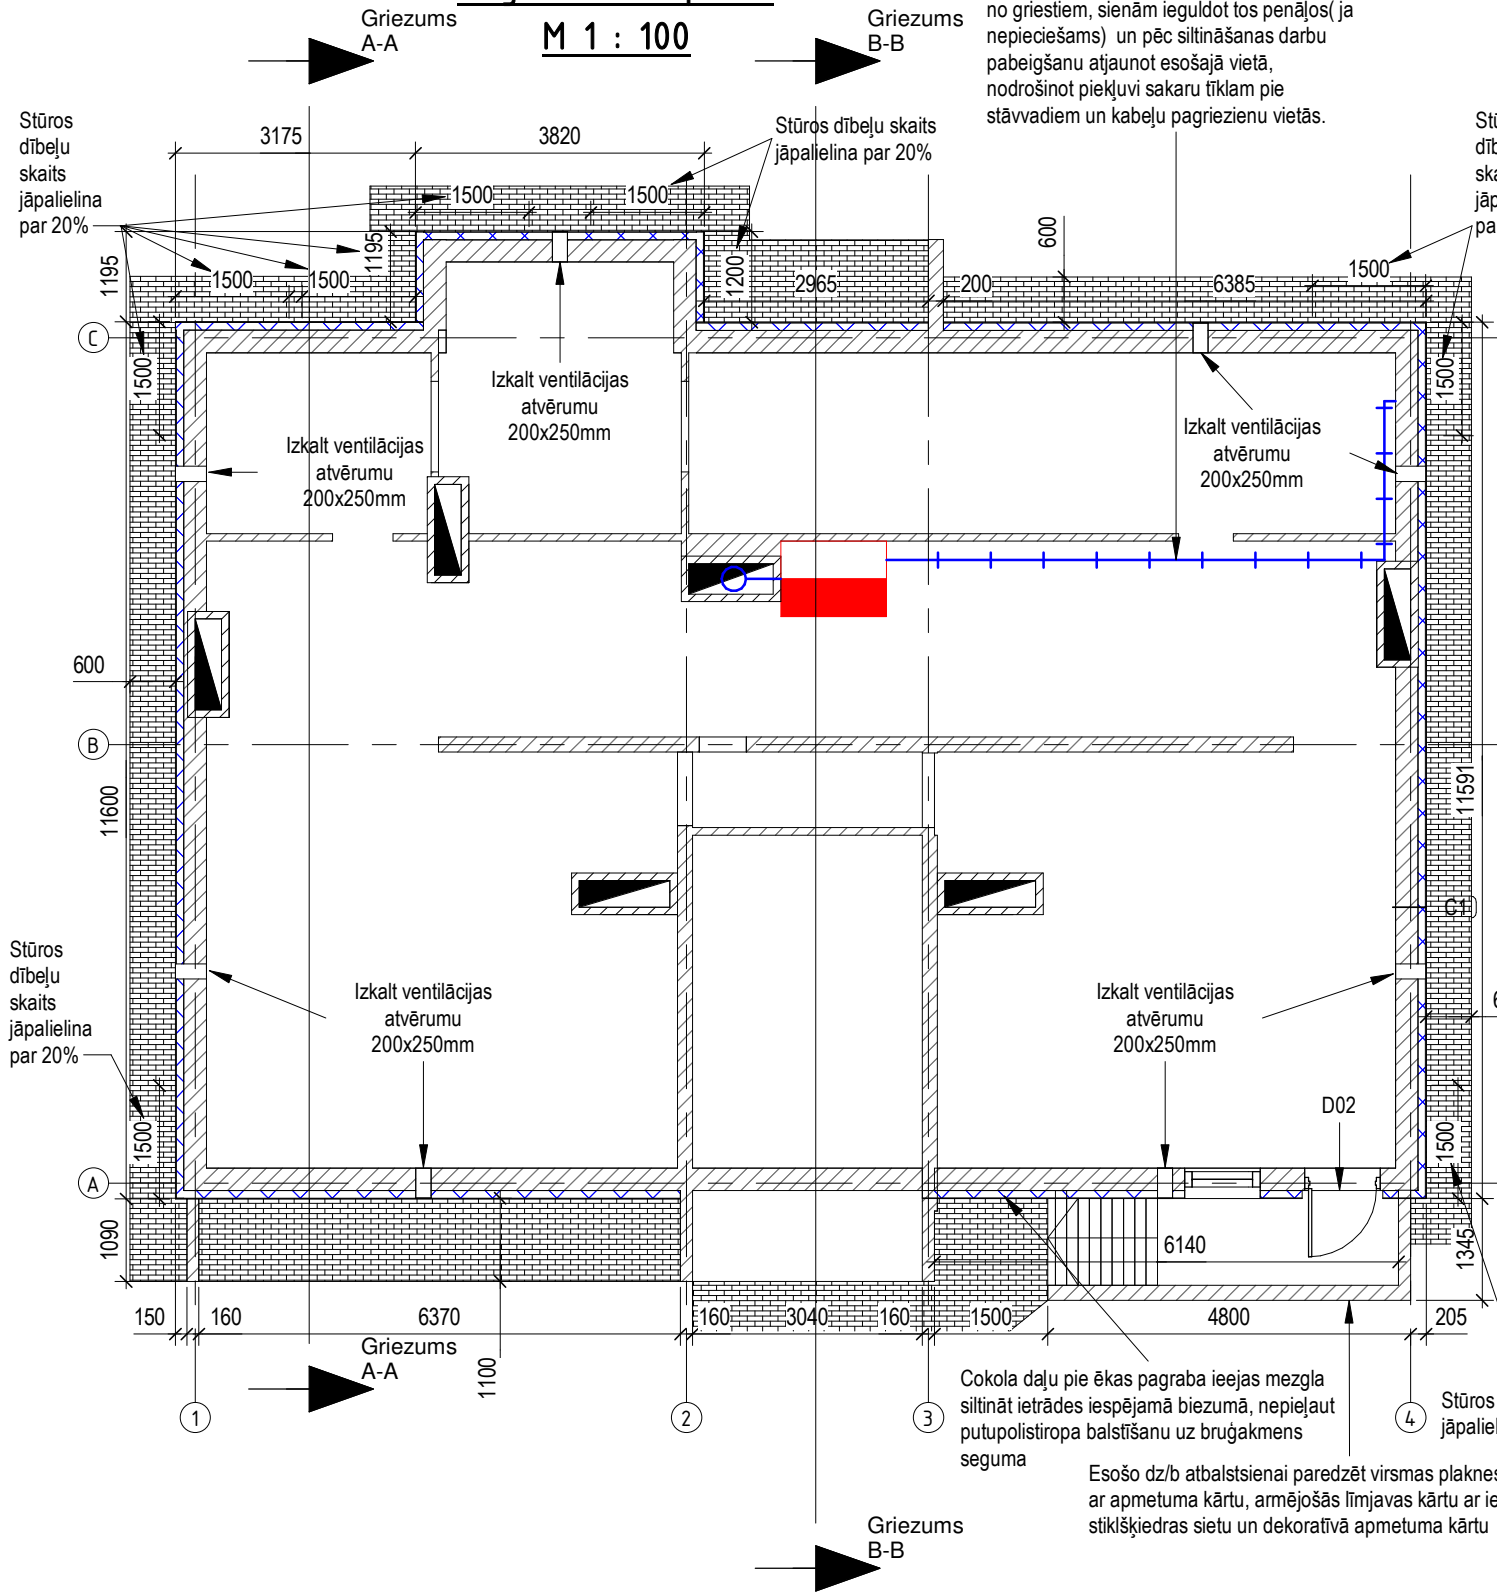 Griezums
A-A
M 1 : 100
Griezums
B-B
no griestiem, sienām ieguldot tos penāļos( ja
nepieciešams) un pēc siltināšanas darbu
pabeigšanu atjaunot esošajā vietā,
nodrošinot piekļuvi sakaru tīklam pie
stāvvadiem un kabeļu pagriezienu vietās.
Stūros
dībeļu
skaits
jāpalielina
par 20%
3175
3820
Stūros dībeļu skaits
jāpalielina par 20%
1500
1500
1195
1195
1500
1500
1200
2965
200
600
6385
1500
C
1500
1500
Izkalt ventilācijas
atvērumu
200x250mm
Izkalt ventilācijas
atvērumu
200x250mm
Izkalt ventilācijas
atvērumu
200x250mm
600
B
11600
11591
C1
Stūros
dībeļu
skaits
jāpalielina
par 20%
Izkalt ventilācijas
atvērumu
200x250mm
Izkalt ventilācijas
atvērumu
200x250mm
D02
1500
1500
A
1090
6140
1345
150
160
6370
160
3040
160
1500
4800
205
1100
Griezums
A-A
1
2
3
4
Cokola daļu pie ēkas pagraba ieejas mezgla
siltināt ietrādes iespējamā biezumā, nepieļaut
putupolistiropa balstīšanu uz bruģakmens
seguma
Stūros
Esošo dz/b atbalstsienai paredzēt virsmas
ar apmetuma kārtu, armējošās līmjavas kārtu ar
stiklšķiedras sietu un dekoratīvā apmetuma kārtu
Griezums
B-B